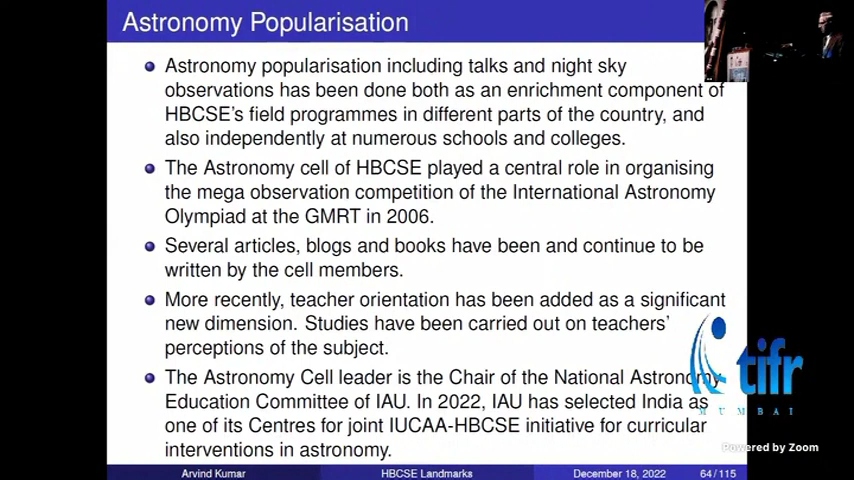 Astronomy Popularisation
Astronomy popularisation including talks and night sky
observations has been done both as an enrichment component of
HBCSE's field programmes in different parts of the country, and
also independently at numerous schools and colleges.
The Astronomy cell of HBCSE played a central role in organising
the mega observation competition of the International Astronomy
Olympiad at the GMRT in 2006.
Several articles, blogs and books have been and continue to be
written by the cell members.
More recently, teacher orientation has been added as a significant
new dimension. Studies have been carried out on teachers'
perceptions of the subject.
The Astronomy Cell leader is the Chair of the National Astronomy
Education Committee of IAU. In 2022, IAU has selected India as
one of its Centres for joint IUCAA-HBCSE initiative for curricular
interventions in astronomy.
tifr
MUMBAI
Powered by Zoom
Arvind Kumar HBCSE Landmarks December 18, 2022 64/115